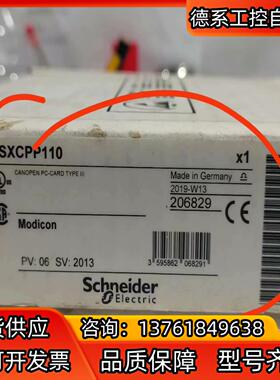 德系工控自
SXCPP110
x1
CANOPEN PC-CARD TYPE III
Made in Germany
2019-W13
206829
Modicon
PV: 06 SV: 2013
3 595862 068291
Schneider
Electric
货供应
咨询：13761849638
可开发票
品质保障
型号齐